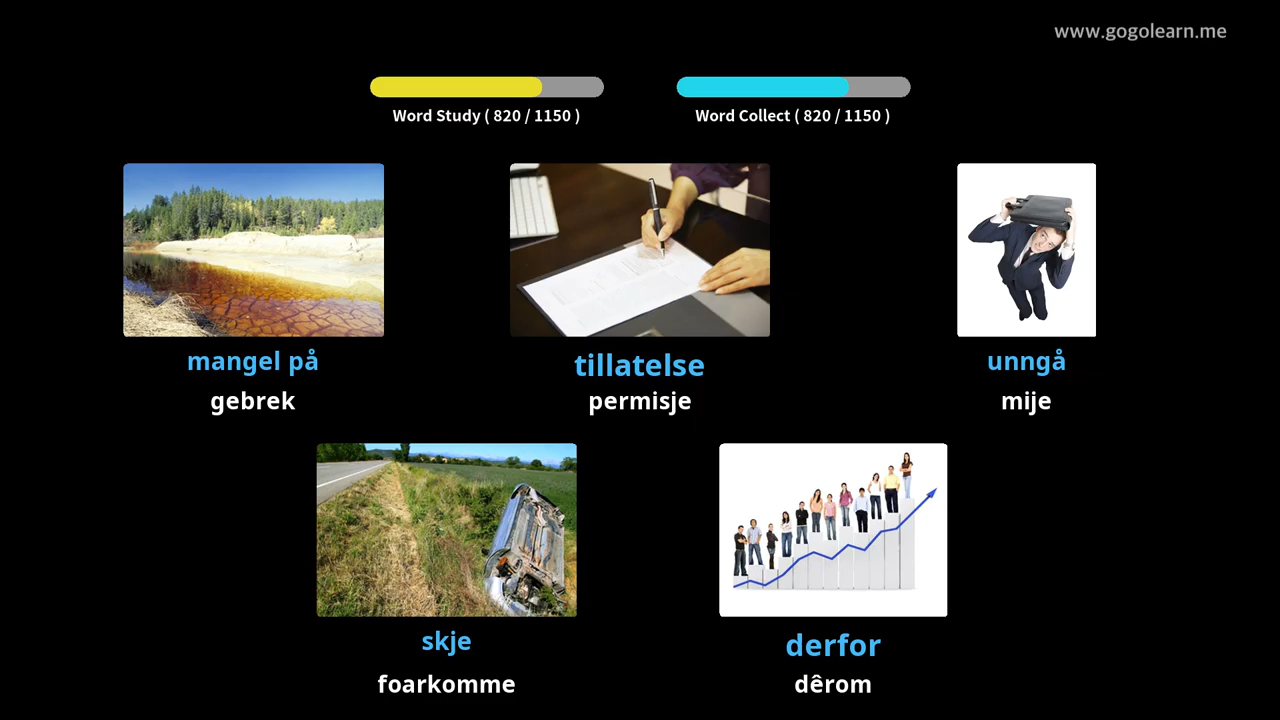 www.gogolearn.me
Word Study ( 820 / 1150 )
Word Collect ( 820 / 1150 )
mangel på
gebrek
tillatelse
permisje
unngå
mije
skje
foarkomme
derfor
dêrom